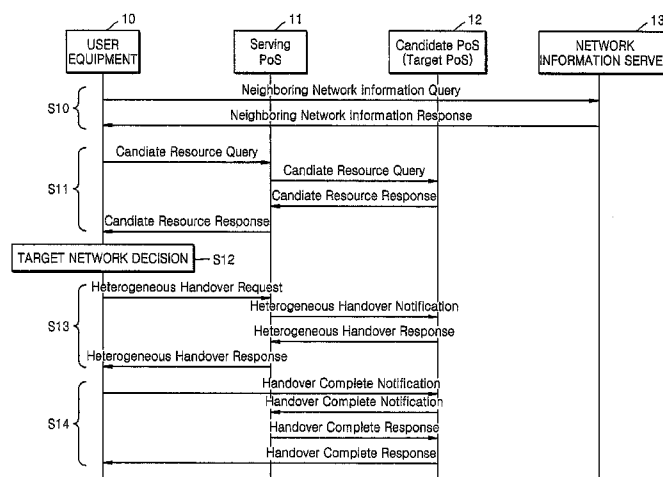 10
11
12
13
USER
EQUIPMENT
Serving
PoS
Candidate PoS
(Target PoS)
NETWORK
INFORMATION SERVER
S10
Neighboring Network Information Query
Neighboring Network Information Response
S11
Candiate Resource Query
Candiate Resource Query
Candiate Resource Response
Candiate Resource Response
TARGET NETWORK DECISION
S12
S13
Heterogeneous Handover Request
Heterogeneous Handover Notification
Heterogeneous Handover Response
Heterogeneous Handover Response
S14
Handover Complete Notification
Handover Complete Notification
Handover Complete Response
Handover Complete Response